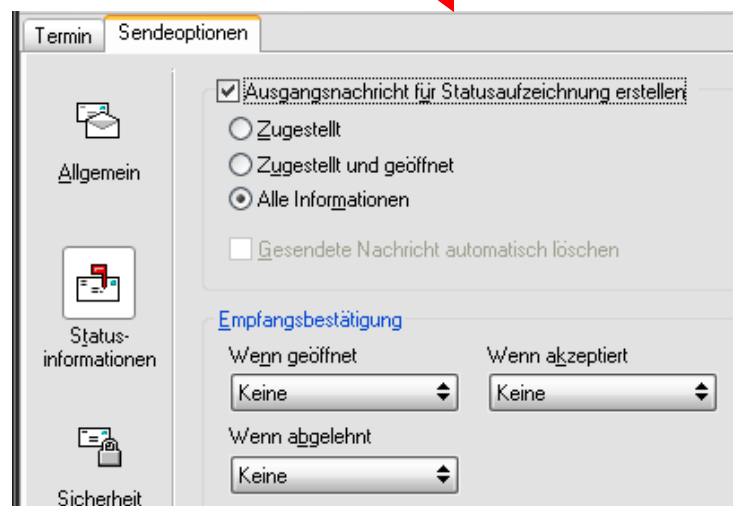 Termin
Sendeoptionen
Allgemein
Status-
informationen
Sicherheit
Ausgangsnachricht für Statusaufzeichnung erstellen
Zugestellt
Zugestellt und geöffnet
Alle Informationen
Gesendete Nachricht automatisch löschen
Empfangsbestätigung
Wenn geöffnet
Wenn akzeptiert
Keine
Keine
Wenn abgelehnt
Keine